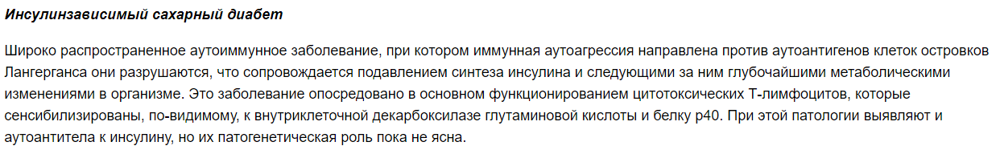 Инсулинзависимый сахарный диабет
Широко распространенное аутоиммунное заболевание, при котором иммунная аутоагрессия направлена против аутоантигенов клеток островков
Лангерганса они разрушаются, что сопровождается подавлением синтеза инсулина и следующими за ним глубочайшими метаболическими
изменениями в организме. Это заболевание опосредовано в основном функционированием цитотоксических Т-лимфоцитов, которые
сенсибилизированы, по-видимому, к внутриклеточной декарбоксилазе глутаминовой кислоты и белку р40. При этой патологии выявляют и
аутоантитела к инсулину, но их патогенетическая роль пока не ясна.